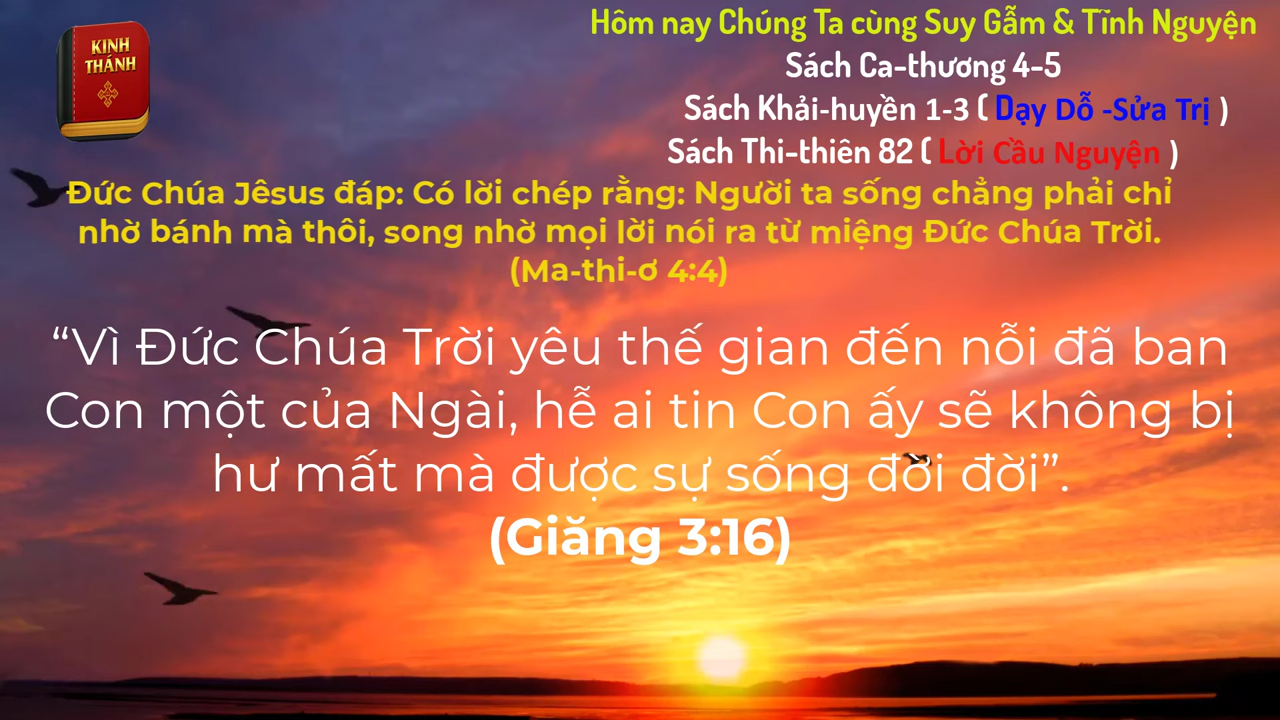 KINH
THÁNH
Hôm nay Chúng Ta cùng Suy Gẫm & Tĩnh Nguyện
Sách Ca-thương 4-5
Sách Khải-huyền 1-3 ( Dạy Dỗ -Sửa Trị )
Sách Thi-thiên 82 ( Lời Cầu Nguyện )
Đức Chúa Jêsus đáp: Có lời chép rằng: Người ta sống chẳng phải chỉ
nhờ bánh mà thôi, song nhờ mọi lời nói ra từ miệng Đức Chúa Trời.
(Ma-thi-ơ 4:4)
“Vì Đức Chúa Trời yêu thế gian đến nỗi đã ban
Con một của Ngài, hễ ai tin Con ấy sẽ không bị
hư mất mà được sự sống đời đời”.
(Giăng 3:16)